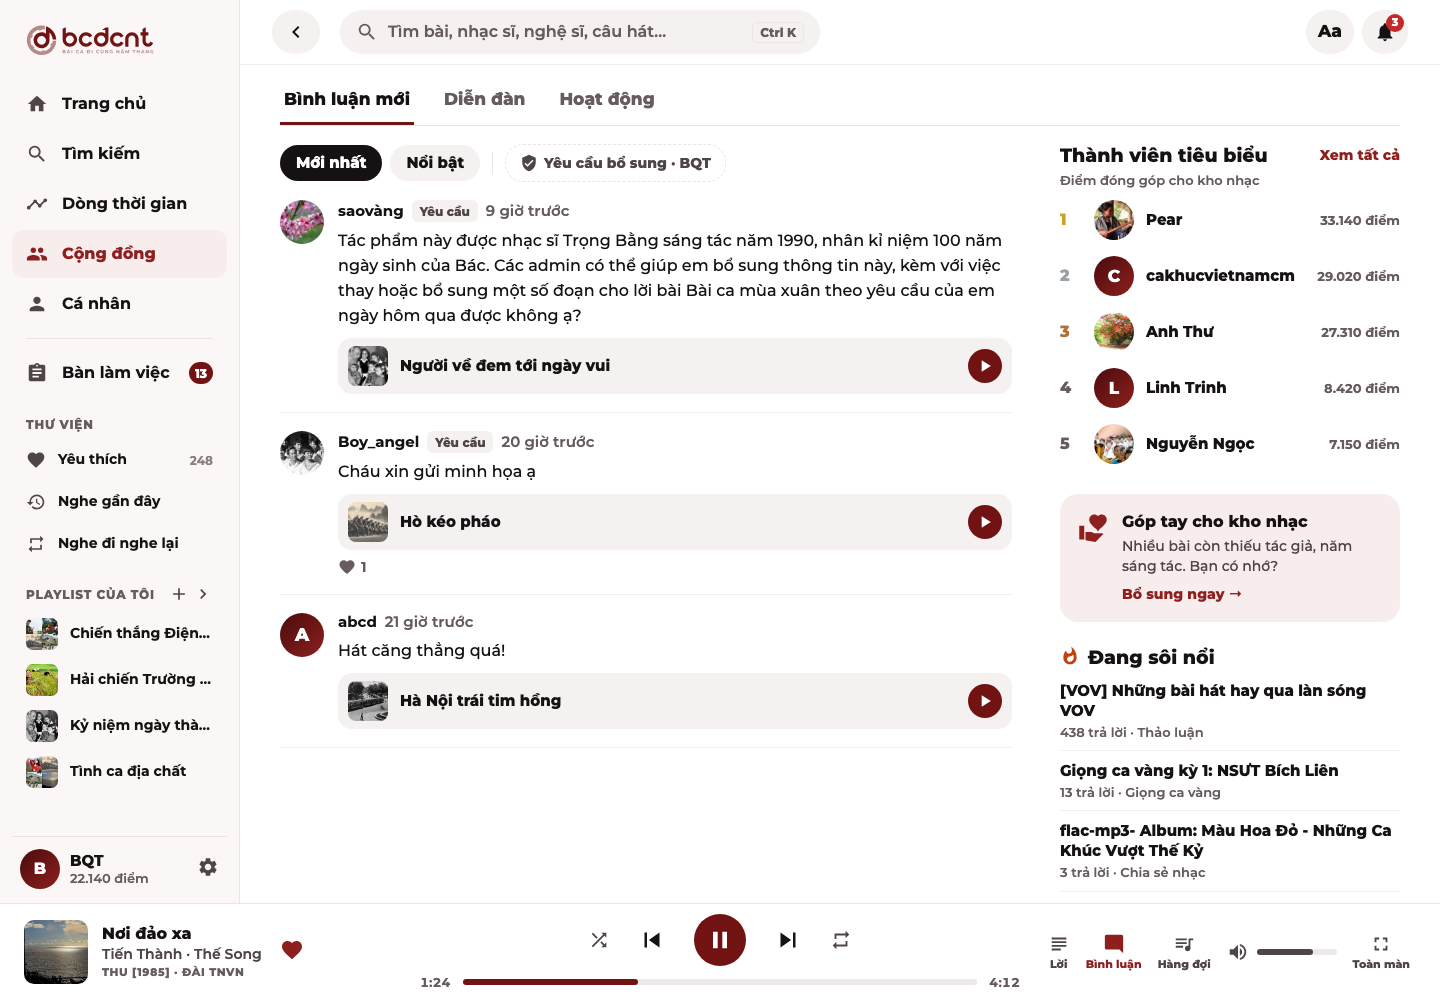 bcdcnt
BÀI CA ĐI CÙNG NĂM THÁNG
Trang chủ
Tìm kiếm
Dòng thời gian
Cộng đồng
Cá nhân
Bàn làm việc 13
THƯ VIỆN
Yêu thích 248
Nghe gần đây
Nghe đi nghe lại
PLAYLIST CỦA TÔI
Chiến thắng Điện...
Hải chiến Trường ...
Kỷ niệm ngày thà...
Tình ca địa chất
B
BQT
22.140 điểm
Tìm bài, nhạc sĩ, nghệ sĩ, câu hát... Ctrl K
Aa
3
Bình luận mới Diễn đàn Hoạt động
Mới nhất Nổi bật Yêu cầu bổ sung · BQT
saovàng Yêu cầu 9 giờ trước
Tác phẩm này được nhạc sĩ Trọng Bằng sáng tác năm 1990, nhân kỉ niệm 100 năm
ngày sinh của Bác. Các admin có thể giúp em bổ sung thông tin này, kèm với việc
thay hoặc bổ sung một số đoạn cho lời bài Bài ca mùa xuân theo yêu cầu của em
ngày hôm qua được không ạ?
Người về đem tới ngày vui
Boy_angel Yêu cầu 20 giờ trước
Cháu xin gửi minh họa ạ
Hò kéo pháo
1
A
abcd 21 giờ trước
Hát căng thẳng quá!
Hà Nội trái tim hồng
Thành viên tiêu biểu Xem tất cả
Điểm đóng góp cho kho nhạc
1 Pear 33.140 điểm
2 C cakhucvietnamcm 29.020 điểm
3 Anh Thư 27.310 điểm
4 L Linh Trinh 8.420 điểm
5 Nguyễn Ngọc 7.150 điểm
Góp tay cho kho nhạc
Nhiều bài còn thiếu tác giả, năm
sáng tác. Bạn có nhớ?
Bổ sung ngay →
Đang sôi nổi
[VOV] Những bài hát hay qua làn sóng
VOV
438 trả lời · Thảo luận
Giọng ca vàng kỳ 1: NSƯT Bích Liên
13 trả lời · Giọng ca vàng
flac-mp3- Album: Màu Hoa Đỏ - Những Ca
Khúc Vượt Thế Kỷ
3 trả lời · Chia sẻ nhạc
Nơi đảo xa
Tiến Thành · Thế Song
THU [1985] · ĐÀI TNVN
1:24 4:12
Lời Bình luận Hàng đợi Toàn màn